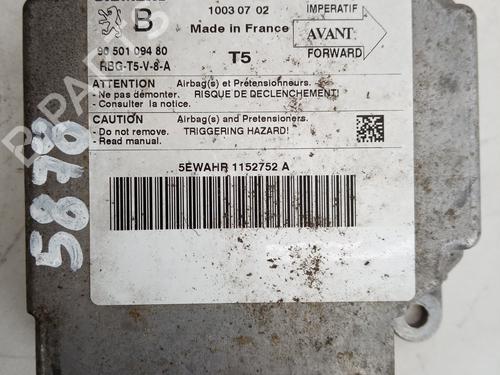 1003 07 02
IMPERATIF
B
Made in France
AVANT
96 501 094 80
T5
FORWARD
RBG-T5-V-8-A
ATTENTION Airbag(s) et Prétensionneurs.
- Ne pas démonter. RISQUE DE DECLENCHEMENT!
- Consulter la notice.
CAUTION Airbag(s) and Pretensioners.
- Do not remove. TRIGGERING HAZARD!
- Read manual.
5EWAHR 1152752 A
B-PARTS